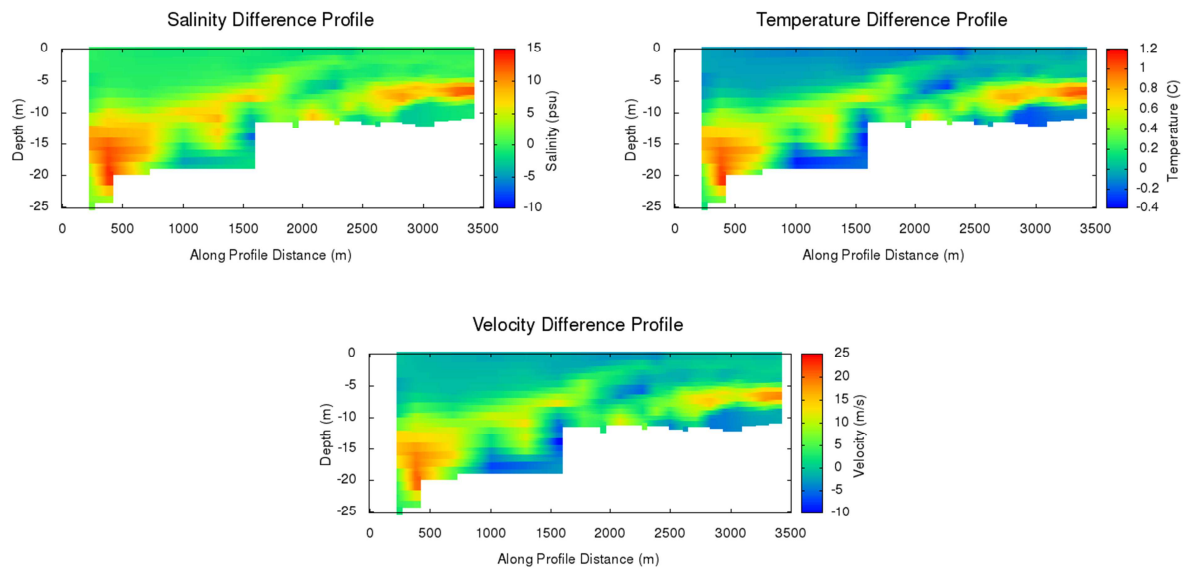 Salinity Difference Profile
0
-5
-10
-15
-20
-25
Depth (m)
0 500 1000 1500 2000 2500 3000 3500
Along Profile Distance (m)
15
10
5
0
-5
-10
Salinity (psu)
Temperature Difference Profile
0
-5
-10
-15
-20
-25
Depth (m)
0 500 1000 1500 2000 2500 3000 3500
Along Profile Distance (m)
1.2
1
0.8
0.6
0.4
0.2
0
-0.2
-0.4
Temperature (C)
Velocity Difference Profile
0
-5
-10
-15
-20
-25
Depth (m)
0 500 1000 1500 2000 2500 3000 3500
Along Profile Distance (m)
25
20
15
10
5
0
-5
-10
Velocity (m/s)